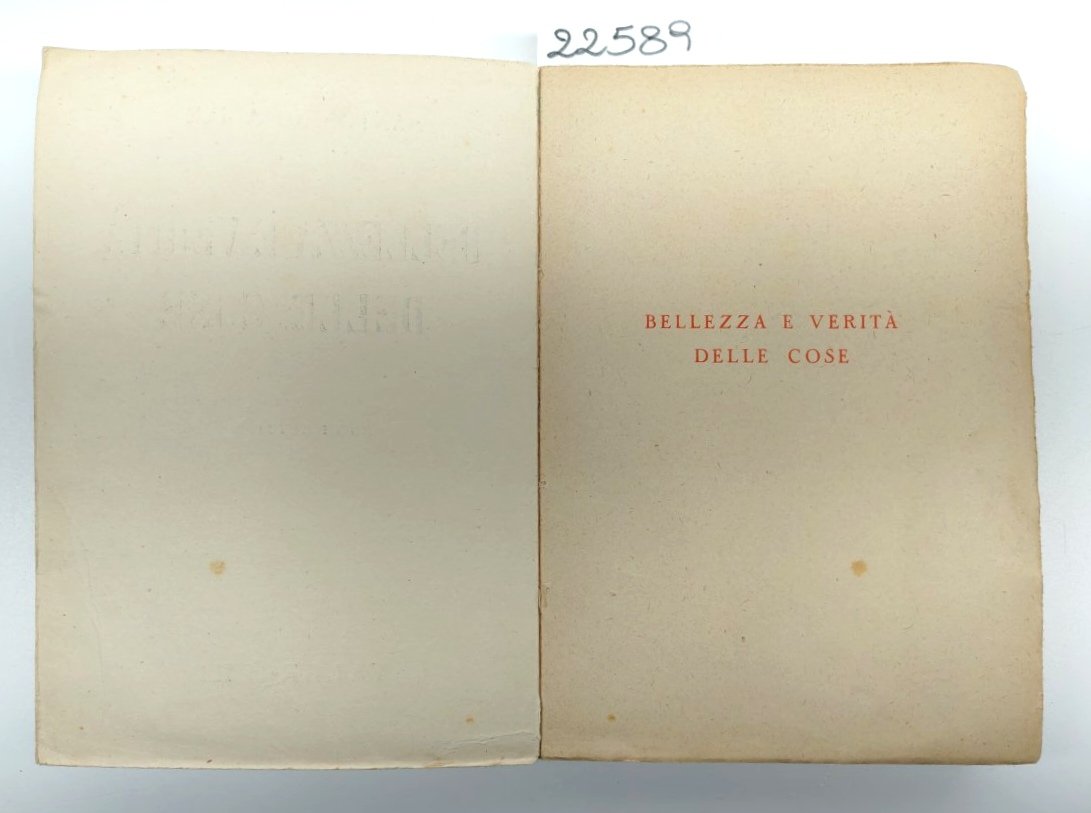 22589
BELLEZZA E VERITÀ
DELLE COSE